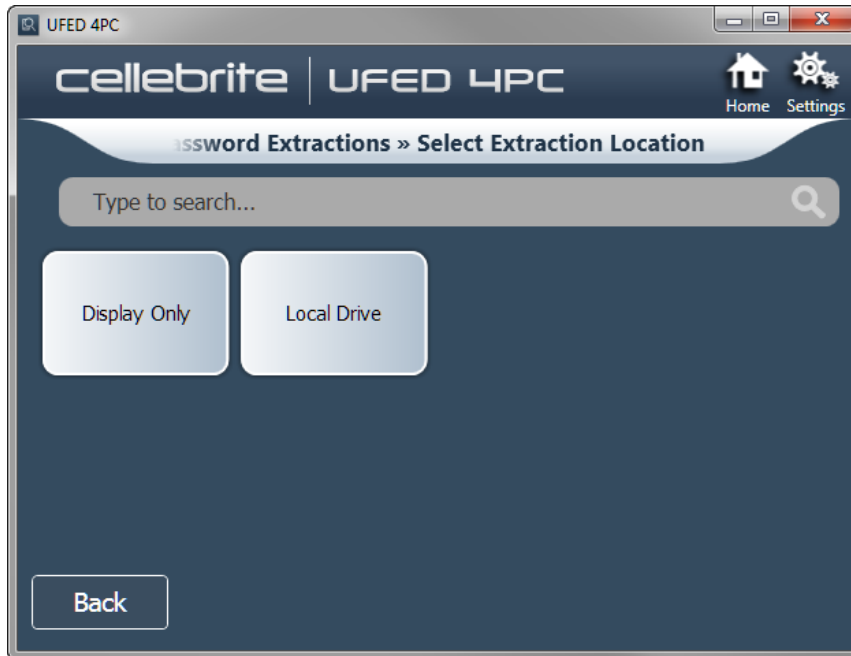 UFED 4PC
cellebrite UFED 4PC
Home Settings
assword Extractions » Select Extraction Location
Type to search...
Display Only Local Drive
Back